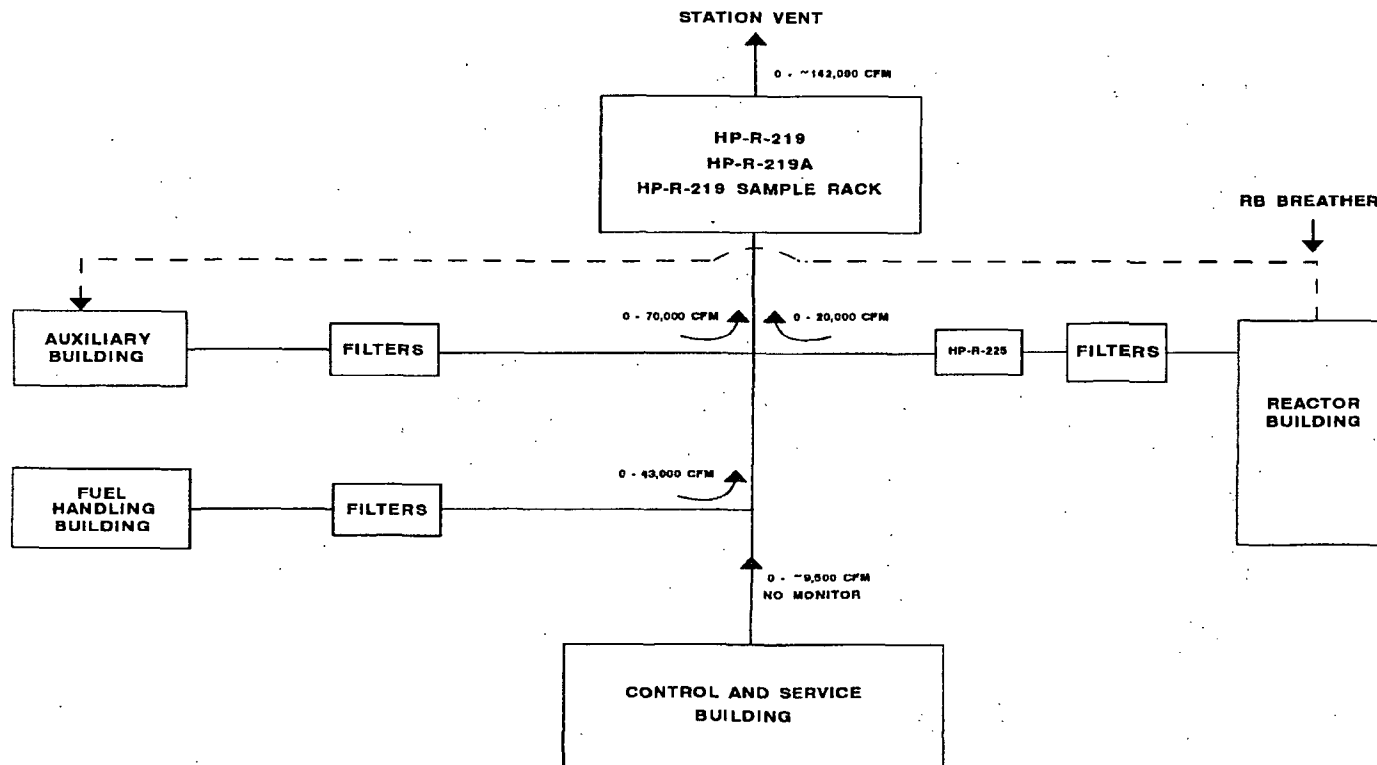 STATION VENT
0 - ~142,000 CFM
HP-R-219
HP-R-219A
HP-R-219 SAMPLE RACK
RB BREATHER
0 - 70,000 CFM
0 - 20,000 CFM
AUXILIARY
BUILDING
FILTERS
HP-R-225
FILTERS
REACTOR
BUILDING
0 - 43,000 CFM
FUEL
HANDLING
BUILDING
FILTERS
0 - ~9,500 CFM
NO MONITOR
CONTROL AND SERVICE
BUILDING